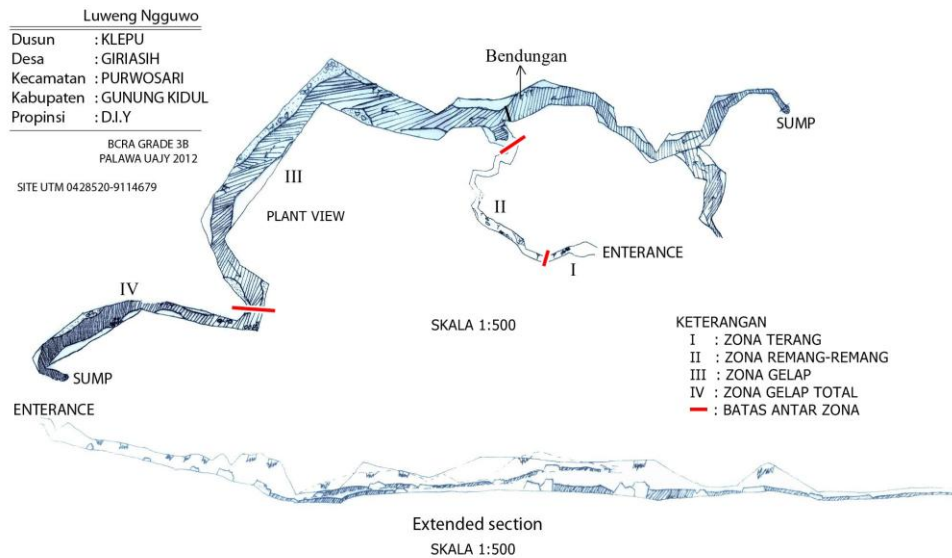 Luweng Ngguwo
Dusun : KLEPU
Desa : GIRIASIH
Kecamatan : PURWOSARI
Kabupaten : GUNUNG KIDUL
Propinsi : D.I.Y
BCRA GRADE 3B
PALAWA UAJY 2012
SITE UTM 0428520-9114679
Bendungan
SUMP
III
PLANT VIEW
II
ENTERANCE
I
IV
SKALA 1:500
SUMP
KETERANGAN
I : ZONA TERANG
II : ZONA REMANG-REMANG
III : ZONA GELAP
IV : ZONA GELAP TOTAL
: BATAS ANTAR ZONA
ENTERANCE
Extended section
SKALA 1:500